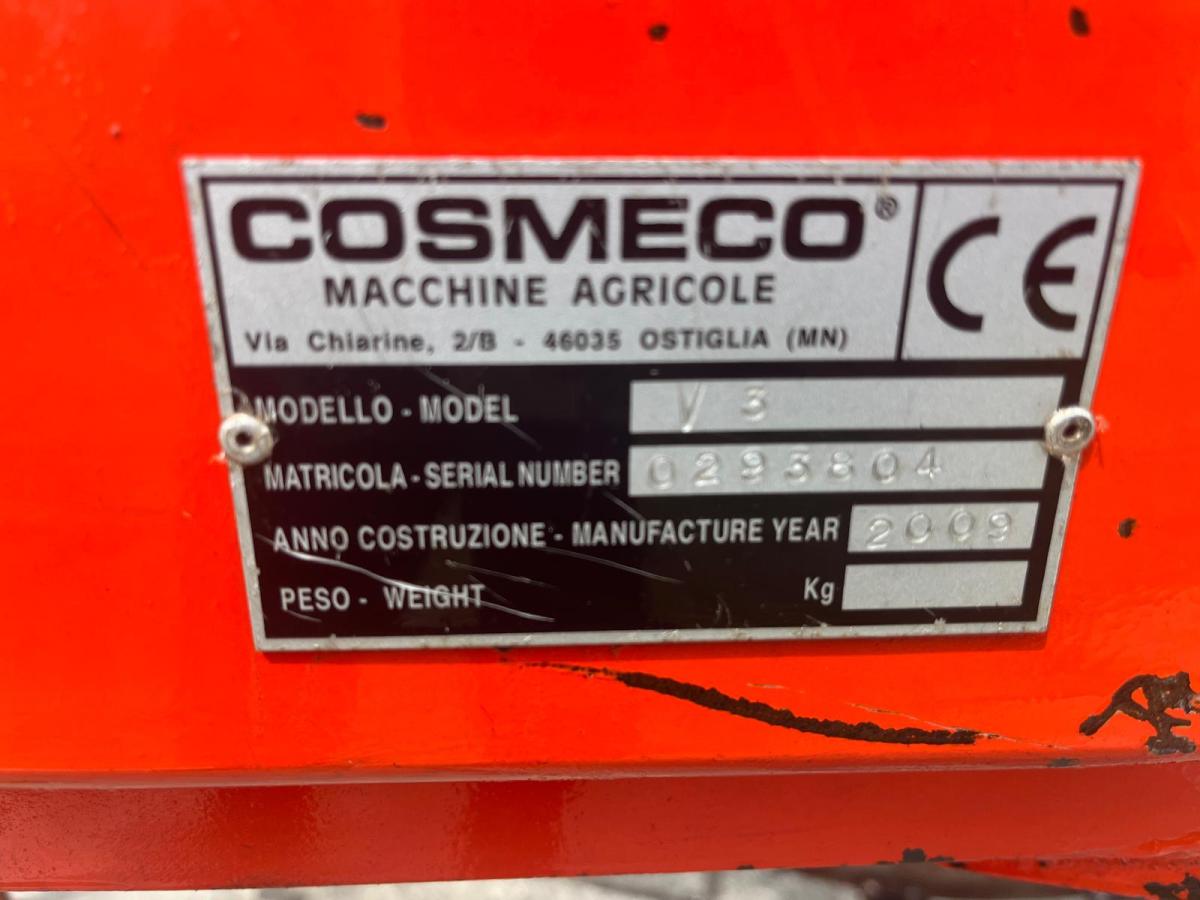 COSMECO®
MACCHINE AGRICOLE
Via Chiarine, 2/B - 46035 OSTIGLIA (MN)
CE
MODELLO - MODEL V 3
MATRICOLA - SERIAL NUMBER 0293804
ANNO COSTRUZIONE - MANUFACTURE YEAR 2009
PESO - WEIGHT Kg